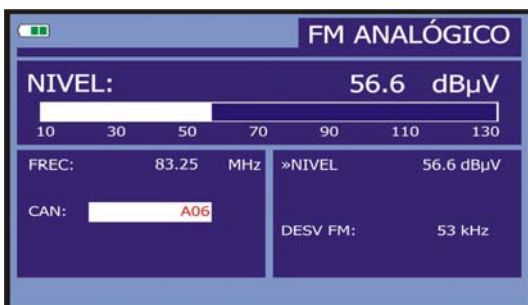 FM ANALÓGICO
NIVEL: 56.6 dBµV
10 30 50 70 90 110 130
FREC: 83.25 MHz
CAN: A06
»NIVEL 56.6 dBµV
DESV FM: 53 kHz